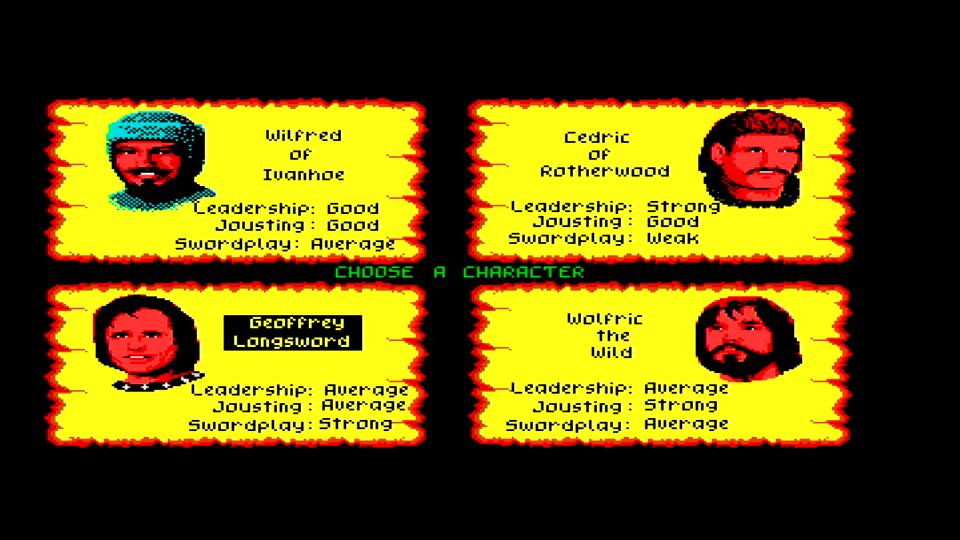 Wilfred
of
Ivanhoe
Leadership: Good
Jousting: Good
Swordplay: Average
Cedric
of
Rotherwood
Leadership: Strong
Jousting: Good
Swordplay: Weak
CHOOSE A CHARACTER
Geoffrey
Longsword
Leadership: Average
Jousting: Average
Swordplay: Strong
Wolfric
the
Wild
Leadership: Average
Jousting: Strong
Swordplay: Average